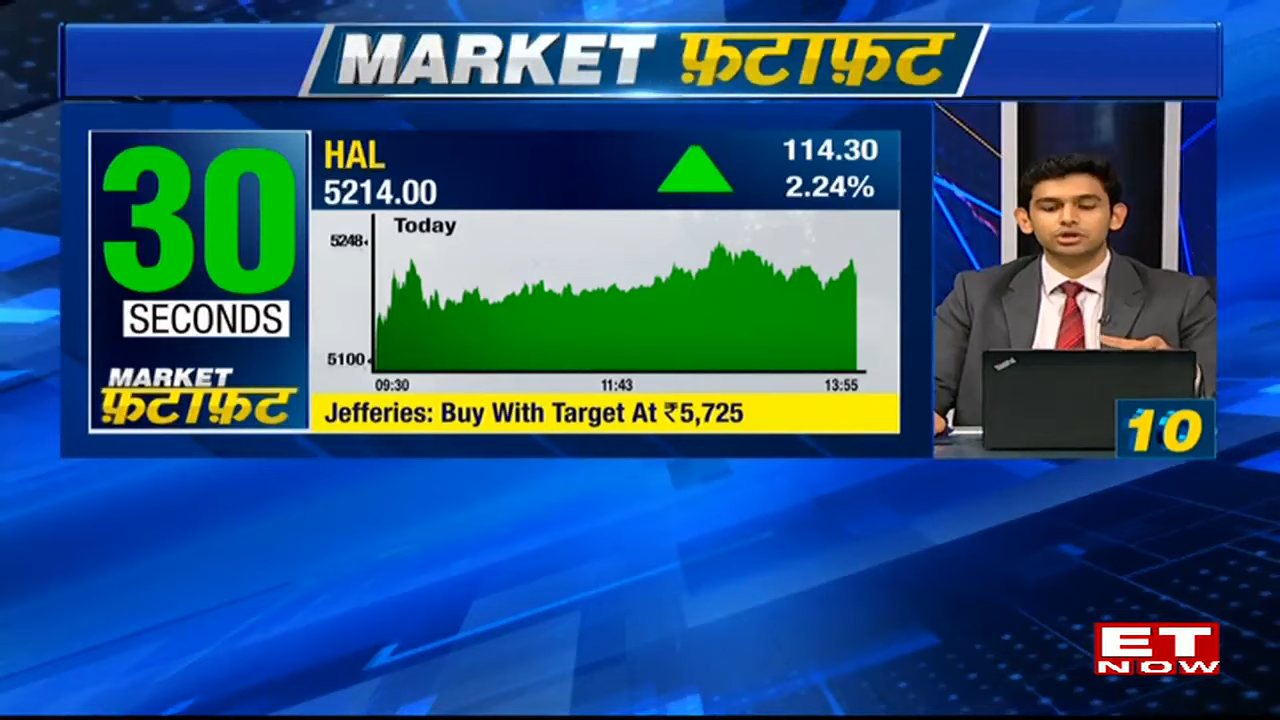 MARKET फ़टाफ़ट
30
SECONDS
MARKET
फ़टाफ़ट
HAL
5214.00
114.30
2.24%
Today
5248
5100
09:30 11:43 13:55
Jefferies: Buy With Target At ₹5,725
ThinkPad
10
ET
NOW